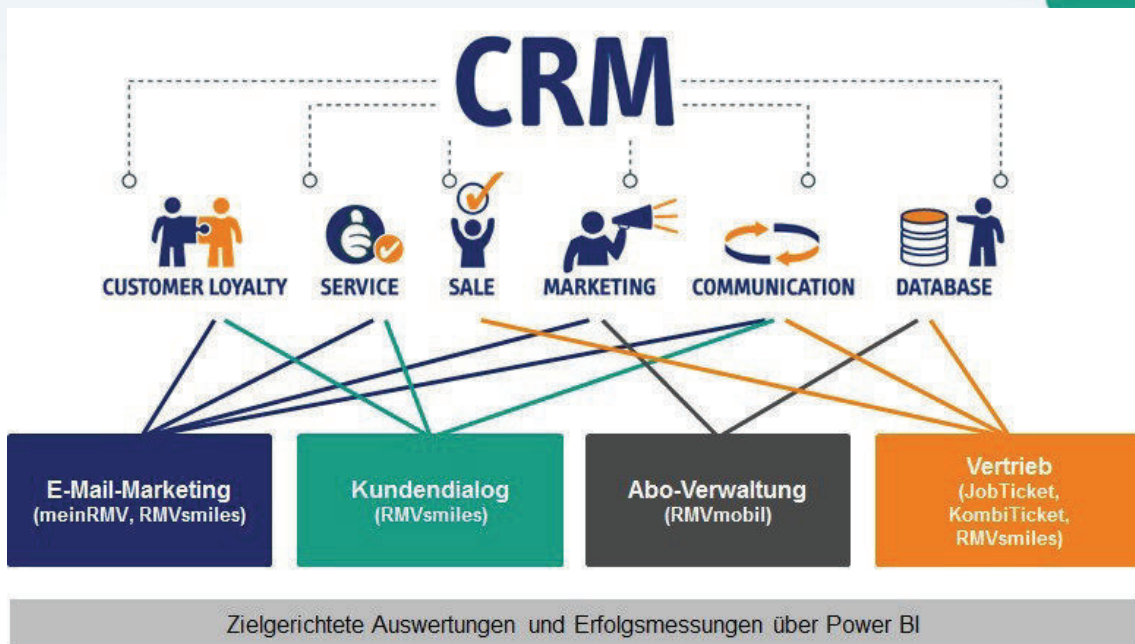 CRM
CUSTOMER LOYALTY
SERVICE
SALE
MARKETING
COMMUNICATION
DATABASE
E-Mail-Marketing
(meinRMV, RMVsmiles)
Kundendialog
(RMVsmiles)
Abo-Verwaltung
(RMVmobil)
Vertrieb
(JobTicket,
KombiTicket,
RMVsmiles)
Zielgerichtete Auswertungen und Erfolgsmessungen über Power BI